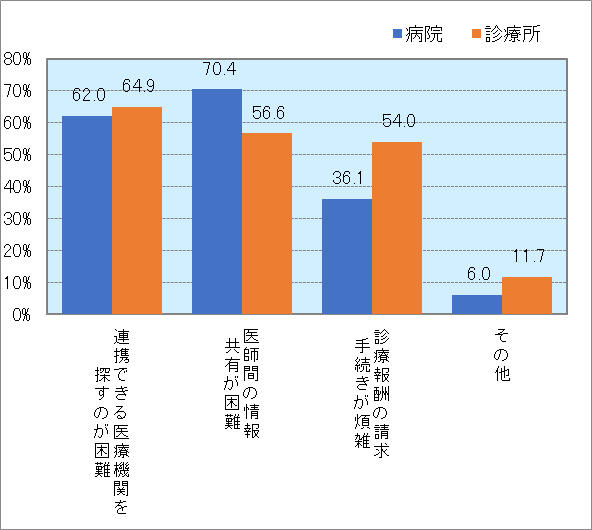 病院 診療所
80%
70%
60%
50%
40%
30%
20%
10%
0%
62.0 64.9
70.4 56.6
36.1 54.0
6.0 11.7
連携できる医療機関を
探すのが困難
医師間の情報
共有が困難
診療報酬の請求
手続きが煩雑
その他